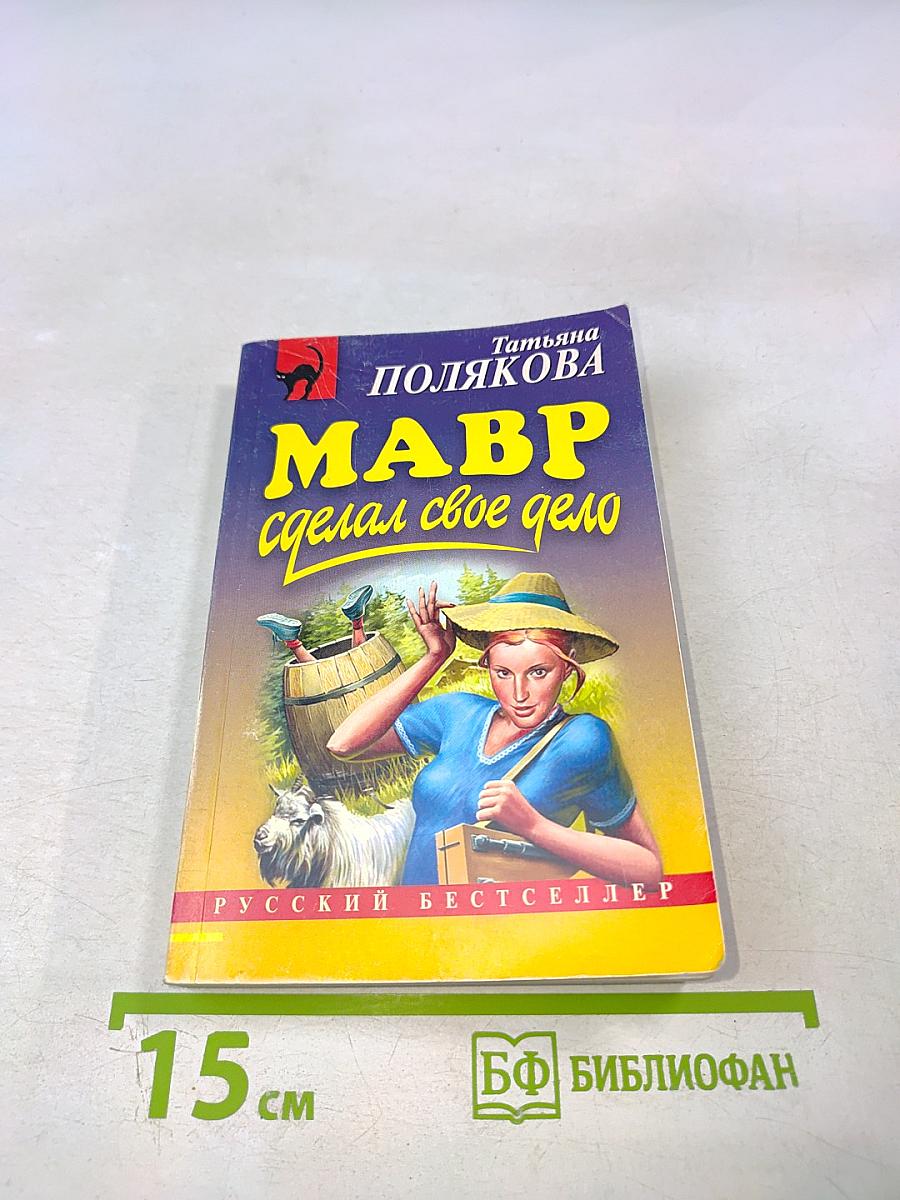 Татьяна
ПОЛЯКОВА
МАВР
сделал свое дело
РУССКИЙ БЕСТСЕЛЛЕР
15 см
БФ БИБЛИОФАН